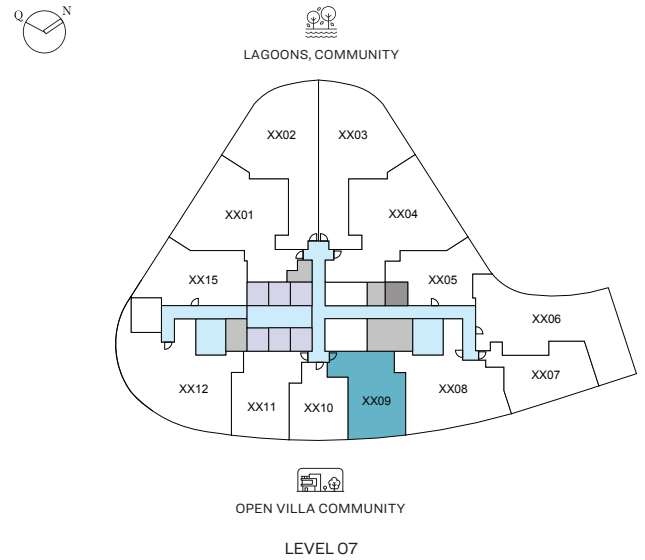 Q N
LAGOONS, COMMUNITY
XX02 XX03
XX01 XX04
XX15 XX05
XX06
XX12 XX11 XX10 XX09 XX08 XX07
OPEN VILLA COMMUNITY
LEVEL 07